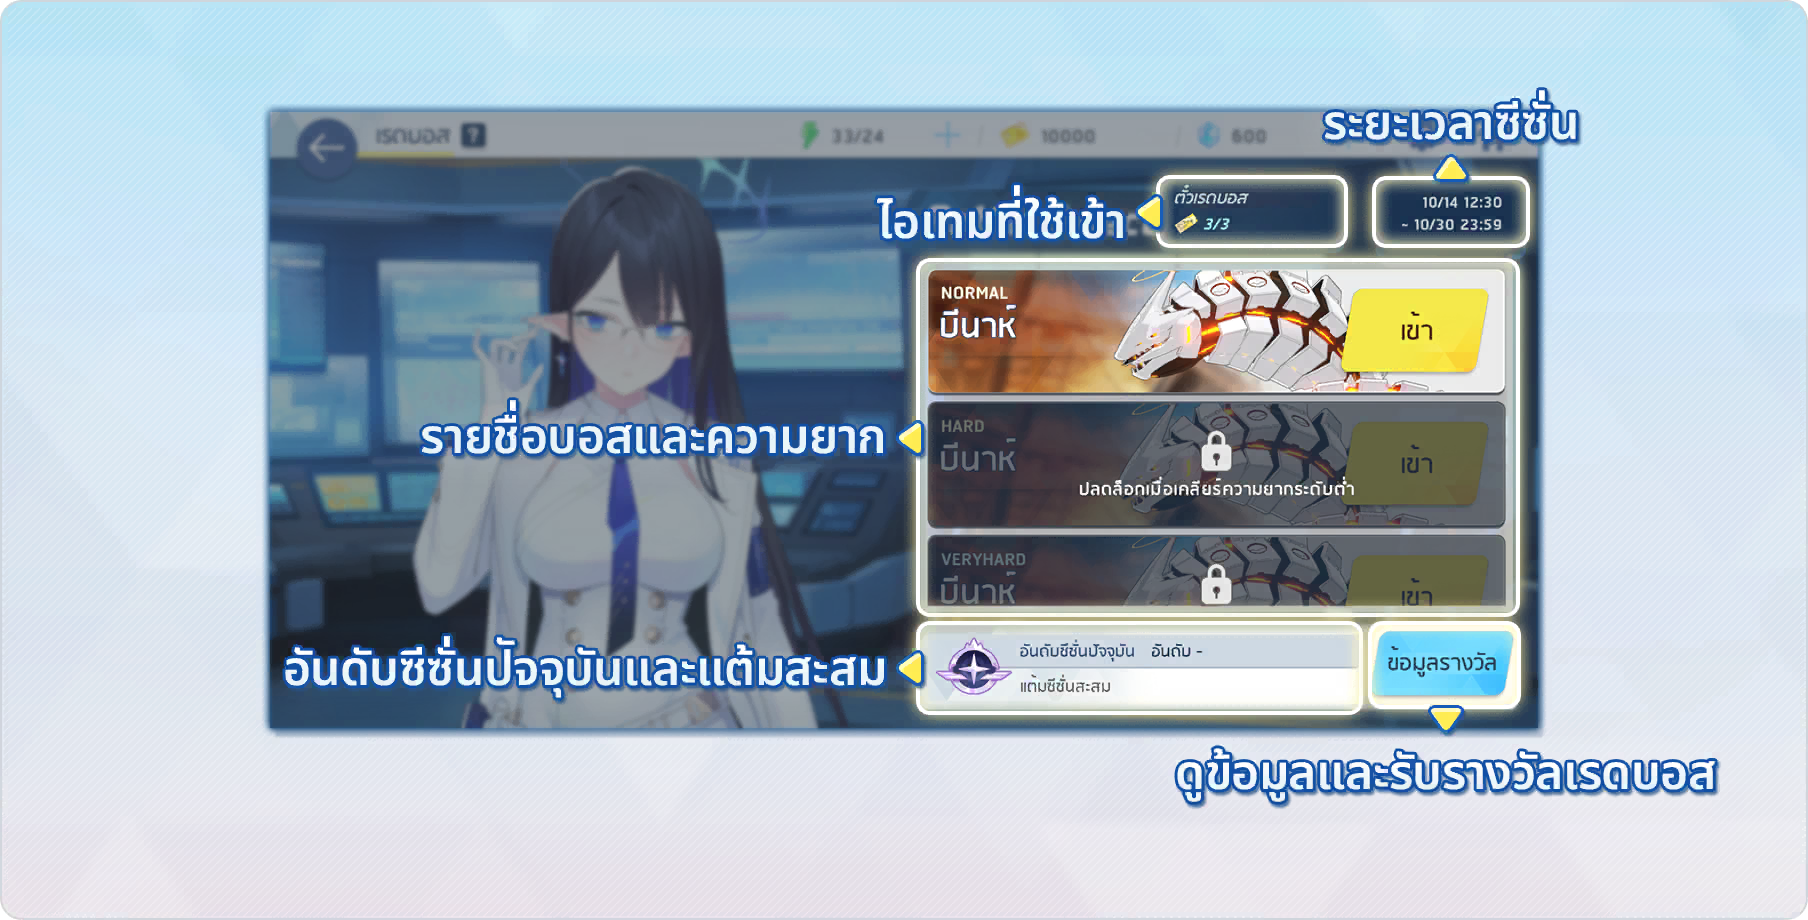 เรดบอส ?
33/24
10000
600
ระยะเวลาซีซั่น
ไอเทมที่ใช้เข้า
ตั๋วเรดบอส
3/3
10/14 12:30
~ 10/30 23:59
NORMAL
บีนาห์
เข้า
รายชื่อบอสและความยาก
HARD
บีนาห์
เข้า
ปลดล็อกเมื่อเคลียร์ความยากระดับต่ำ
VERYHARD
บีนาห์
เข้า
อันดับซีซั่นปัจจุบันและแต้มสะสม
อันดับซีซั่นปัจจุบัน อันดับ -
แต้มซีซั่นสะสม
ข้อมูลรางวัล
ดูข้อมูลและรับรางวัลเรดบอส